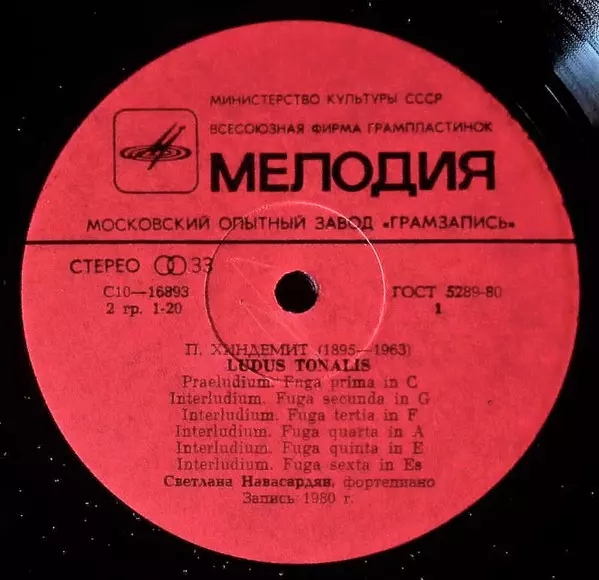 МИНИСТЕРСТВО КУЛЬТУРЫ СССР
ВСЕСОЮЗНАЯ ФИРМА ГРАМПЛАСТИНОК
МЕЛОДИЯ
МОСКОВСКИЙ ОПЫТНЫЙ ЗАВОД «ГРАМЗАПИСЬ»
СТЕРЕО 33
С10—16893 ГОСТ 5289-80
2 гр. 1-20 1
П. ХИНДЕМИТ (1895—1963)
LUDUS TONALIS
Praeludium. Fuga prima in C
Interludium. Fuga secunda in G
Interludium. Fuga tertia in F
Interludium. Fuga quarta in A
Interludium. Fuga quinta in E
Interludium. Fuga sexta in Es
Светлана Навасардян, фортепиано
Запись 1980 г.